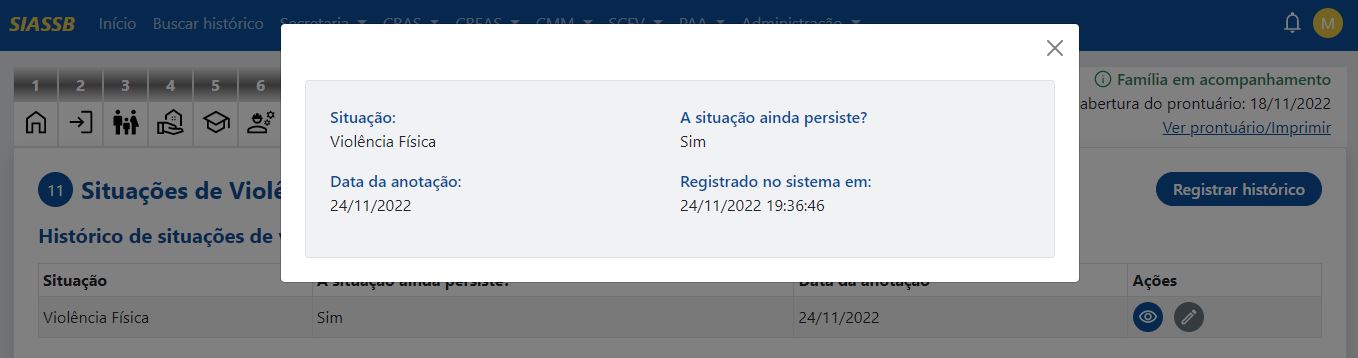 SIASSB Início Buscar histórico Secretaria CRAS CREAS CMM SCFV PAA Administração M
1 2 3 4 5 6
Família em acompanhamento
abertura do prontuário: 18/11/2022
Ver prontuário/Imprimir
Situação: A situação ainda persiste?
Violência Física Sim
Data da anotação: Registrado no sistema em:
24/11/2022 24/11/2022 19:36:46
11 Situações de Violê
Registrar histórico
Histórico de situações de v
Situação A situação ainda persiste? Data da anotação Ações
Violência Física Sim 24/11/2022